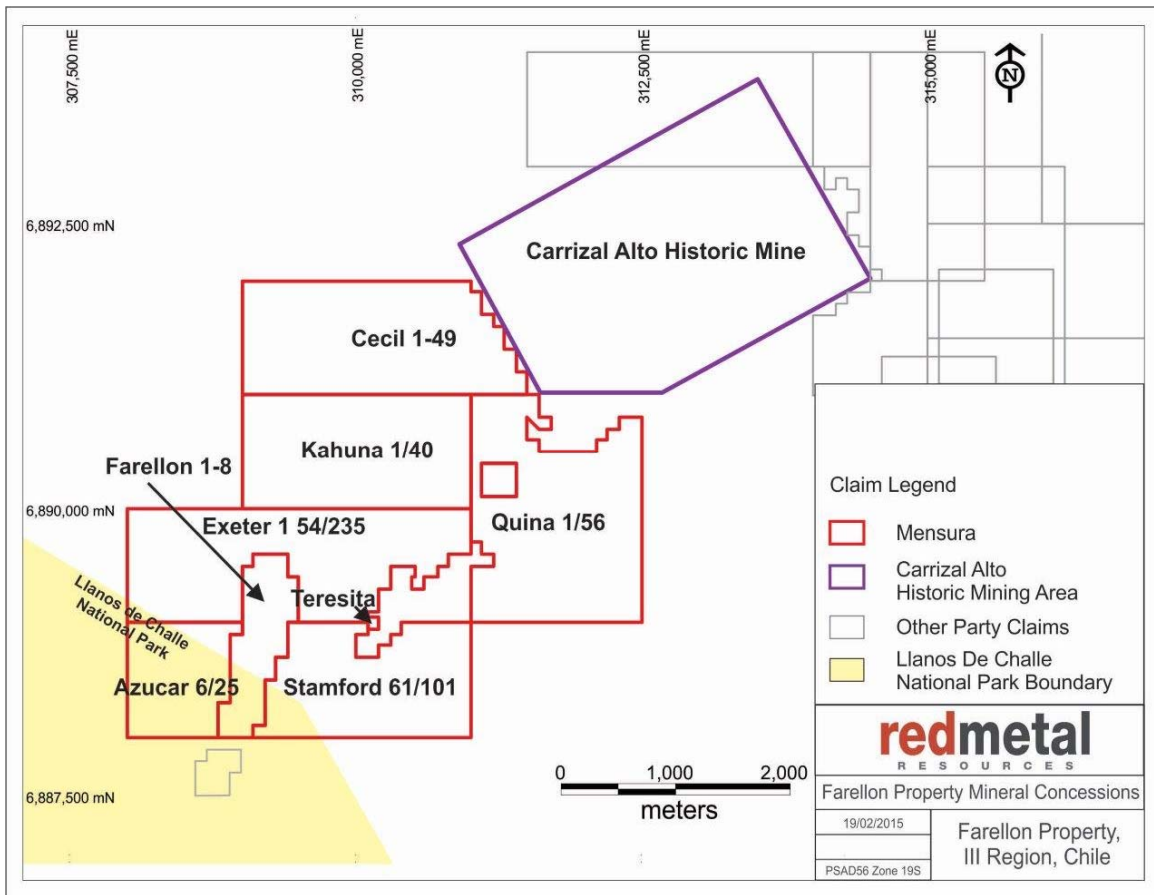 307,500 mE
310,000 mE
312,500 mE
315,000 mE
N
6,892,500 mN
Carrizal Alto Historic Mine
Cecil 1-49
Kahuna 1/40
Farellon 1-8
6,890,000 mN
Exeter 1 54/235
Quina 1/56
Teresita
Llanos de Challe
National Park
Azucar 6/25
Stamford 61/101
6,887,500 mN
0 1,000 2,000
meters
Claim Legend
Mensura
Carrizal Alto
Historic Mining Area
Other Party Claims
Llanos De Challe
National Park Boundary
redmetal
RESOURCES
Farellon Property Mineral Concessions
19/02/2015
PSAD56 Zone 19S
Farellon Property,
III Region, Chile